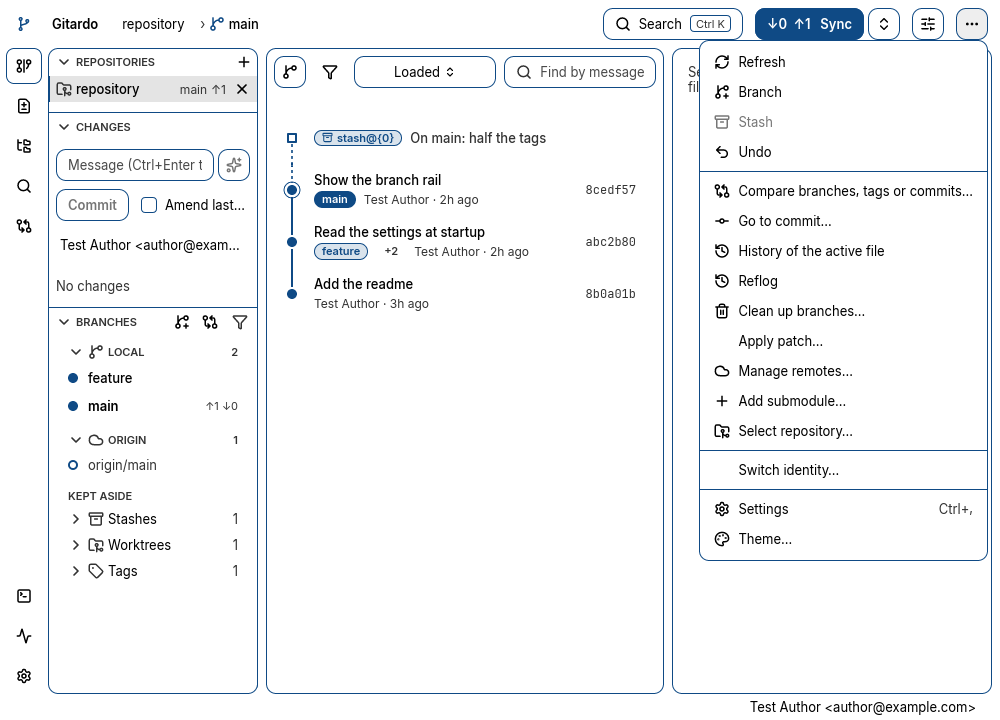 Gitardo repository › main Search Ctrl K ↓0 ↑1 Sync
REPOSITORIES
repository main ↑1
CHANGES
Message (Ctrl+Enter t
Commit Amend last...
Test Author <author@exam...
No changes
BRANCHES
LOCAL 2
feature
main ↑1 ↓0
ORIGIN 1
origin/main
KEPT ASIDE
Stashes 1
Worktrees 1
Tags 1
Loaded Find by message
stash@{0} On main: half the tags
Show the branch rail
main Test Author · 2h ago 8cedf57
Read the settings at startup
feature +2 Test Author · 2h ago abc2b80
Add the readme
Test Author · 3h ago 8b0a01b
Refresh
Branch
Stash
Undo
Compare branches, tags or commits...
Go to commit...
History of the active file
Reflog
Clean up branches...
Apply patch...
Manage remotes...
Add submodule...
Select repository...
Switch identity...
Settings Ctrl+,
Theme...
Test Author <author@example.com>